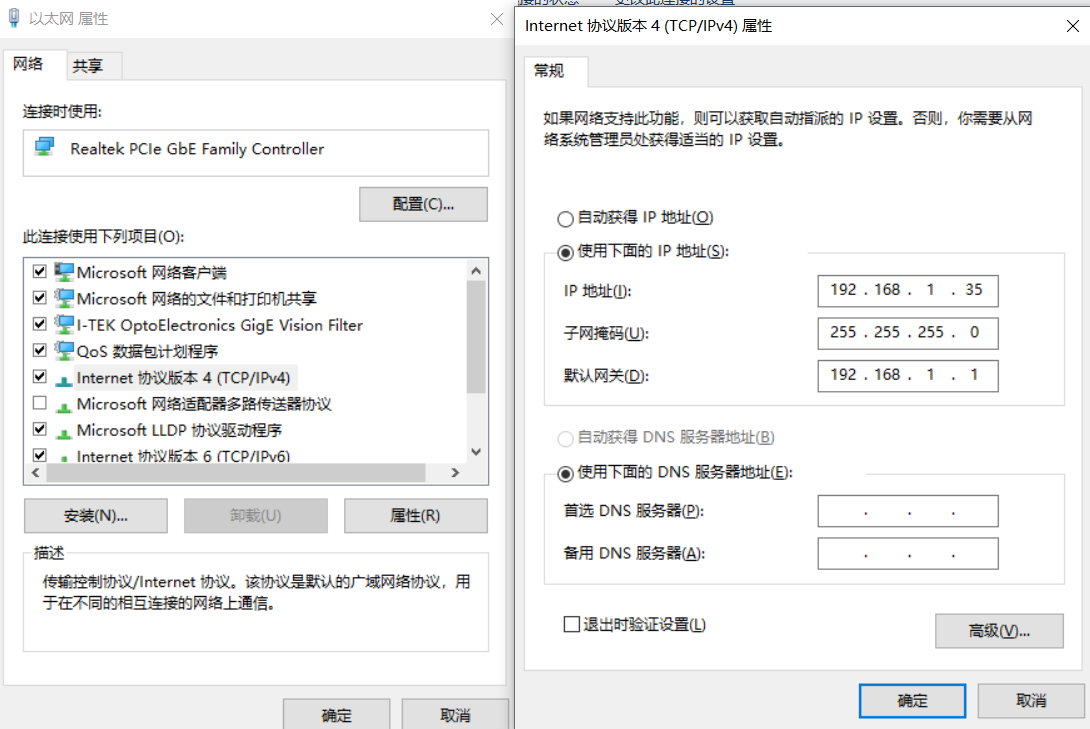 接的状态 更改此连接的设置
以太网 属性
网络 共享
连接时使用:
Realtek PCIe GbE Family Controller
配置(C)...
此连接使用下列项目(O):
Microsoft 网络客户端
Microsoft 网络的文件和打印机共享
I-TEK OptoElectronics GigE Vision Filter
QoS 数据包计划程序
Internet 协议版本 4 (TCP/IPv4)
Microsoft 网络适配器多路传送器协议
Microsoft LLDP 协议驱动程序
Internet 协议版本 6 (TCP/IPv6)
安装(N)... 卸载(U) 属性(R)
描述
传输控制协议/Internet 协议。该协议是默认的广域网络协议，用
于在不同的相互连接的网络上通信。
确定 取消
Internet 协议版本 4 (TCP/IPv4) 属性
常规
如果网络支持此功能，则可以获取自动指派的 IP 设置。否则，你需要从网
络系统管理员处获得适当的 IP 设置。
自动获得 IP 地址(O)
使用下面的 IP 地址(S):
IP 地址(I): 192 . 168 . 1 . 35
子网掩码(U): 255 . 255 . 255 . 0
默认网关(D): 192 . 168 . 1 . 1
自动获得 DNS 服务器地址(B)
使用下面的 DNS 服务器地址(E):
首选 DNS 服务器(P): . . .
备用 DNS 服务器(A): . . .
退出时验证设置(L)
高级(V)...
确定 取消